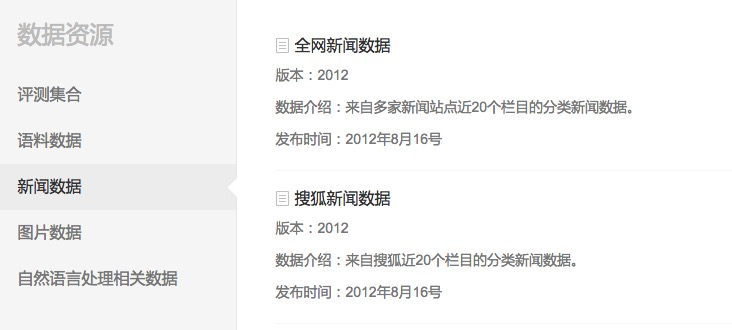 数据资源
评测集合
语料数据
新闻数据
图片数据
自然语言处理相关数据
全网新闻数据
版本：2012
数据介绍：来自多家新闻站点近20个栏目的分类新闻数据。
发布时间：2012年8月16号
搜狐新闻数据
版本：2012
数据介绍：来自搜狐近20个栏目的分类新闻数据。
发布时间：2012年8月16号